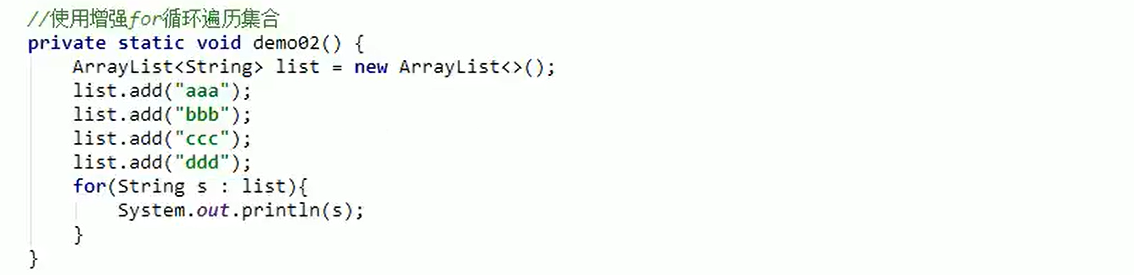 //使用增强for循环遍历集合
private static void demo02() {
    ArrayList<String> list = new ArrayList<>();
    list.add("aaa");
    list.add("bbb");
    list.add("ccc");
    list.add("ddd");
    for(String s : list){
        System.out.println(s);
    }
}